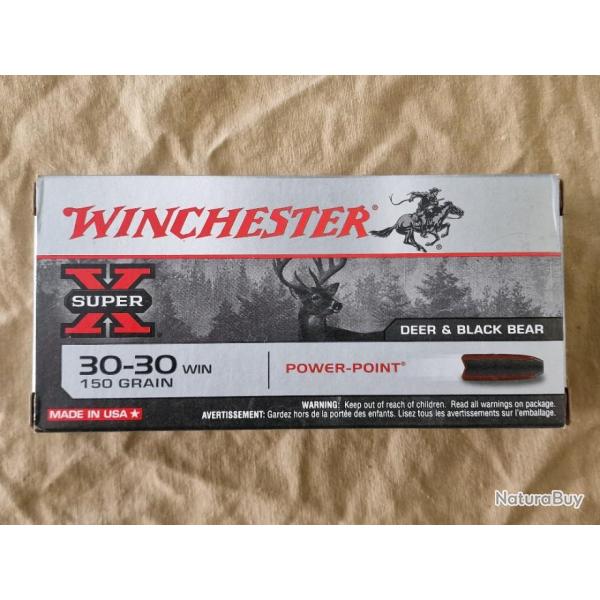 WINCHESTER®
SUPER X
DEER & BLACK BEAR
30-30 WIN
150 GRAIN
POWER-POINT®
MADE IN USA★
WARNING: Keep out of reach of children. Read all warnings on package.
AVERTISSEMENT: Gardez hors de la portée des enfants. Lisez tous les avertissements sur l'emballage.
NaturaBuy